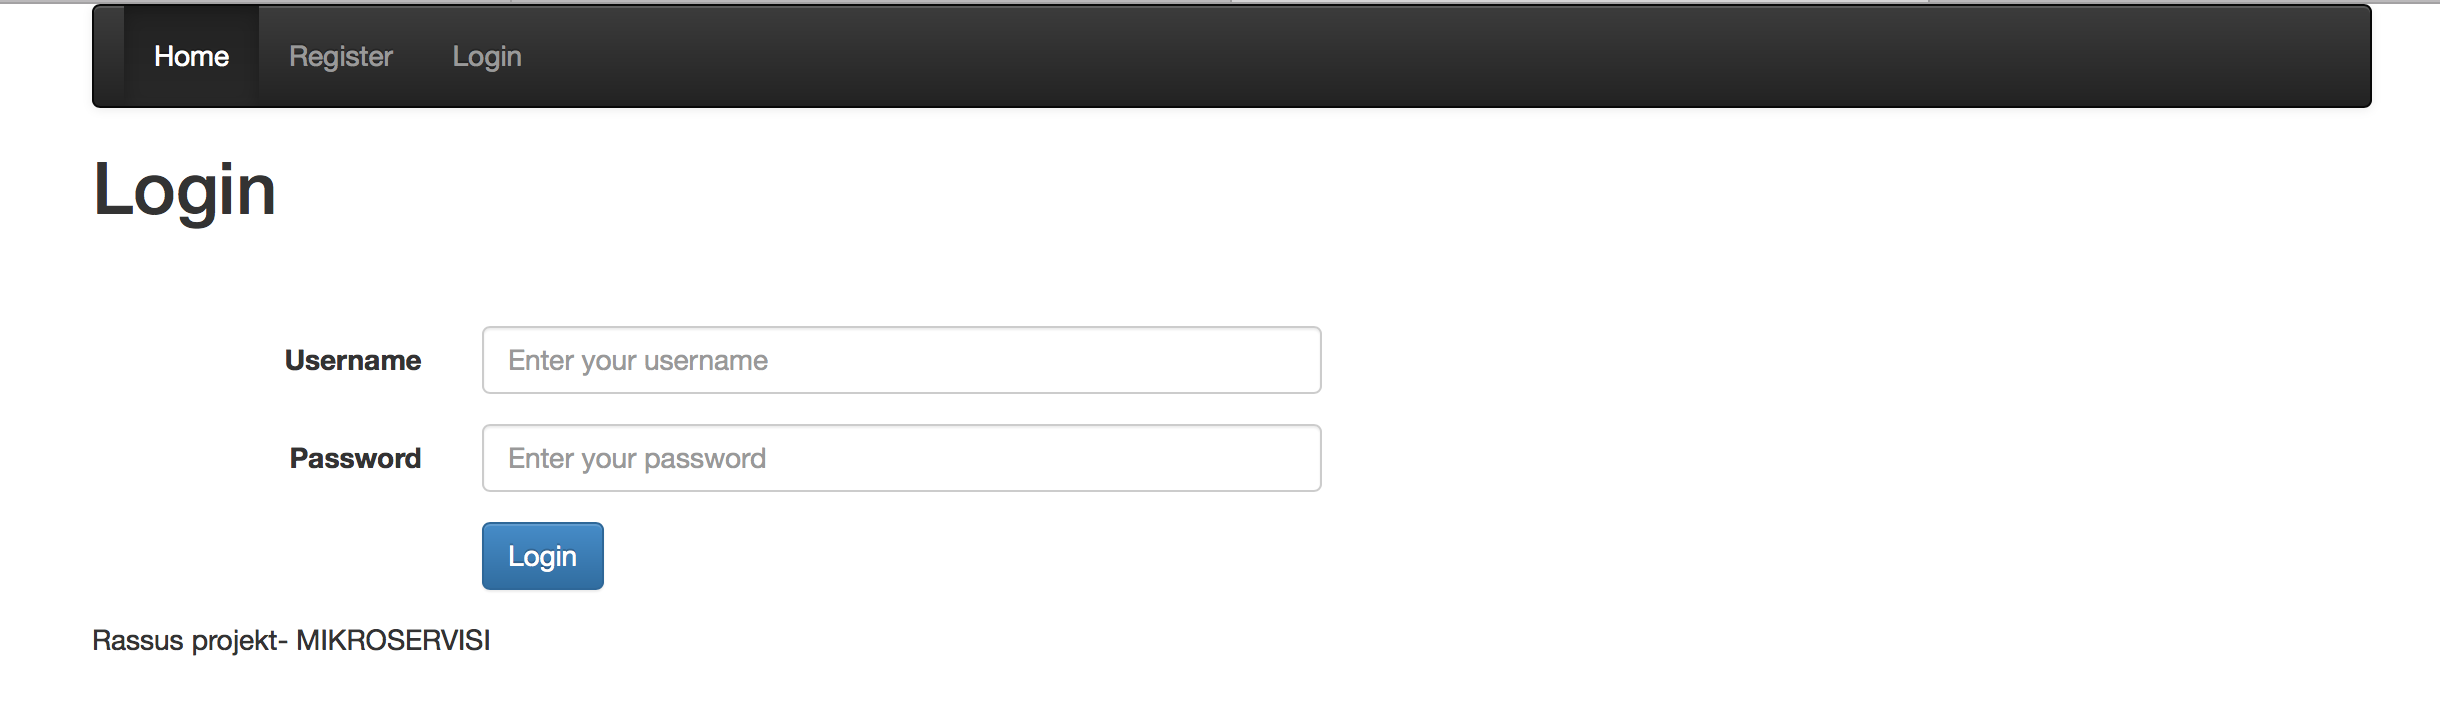 Home Register Login
Login
Username Enter your username
Password Enter your password
Login
Rassus projekt- MIKROSERVISI